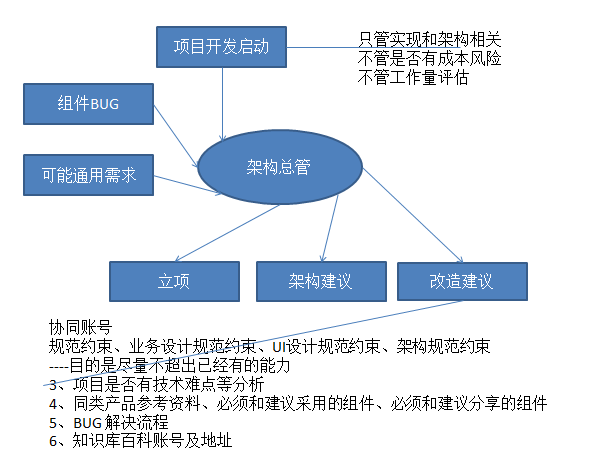 项目开发启动
只管实现和架构相关
不管是否有成本风险
不管工作量评估
组件BUG
架构总管
可能通用需求
立项
架构建议
改造建议
协同账号
规范约束、业务设计规范约束、UI设计规范约束、架构规范约束
----目的是尽量不超出已经有的能力
3、项目是否有技术难点等分析
4、同类产品参考资料、必须和建议采用的组件、必须和建议分享的组件
5、BUG 解决流程
6、知识库百科账号及地址